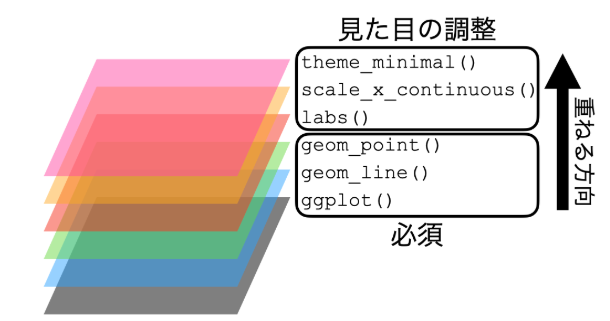 見た目の調整
theme_minimal()
scale_x_continuous()
labs()
geom_point()
geom_line()
ggplot()
必須
重ねる方向